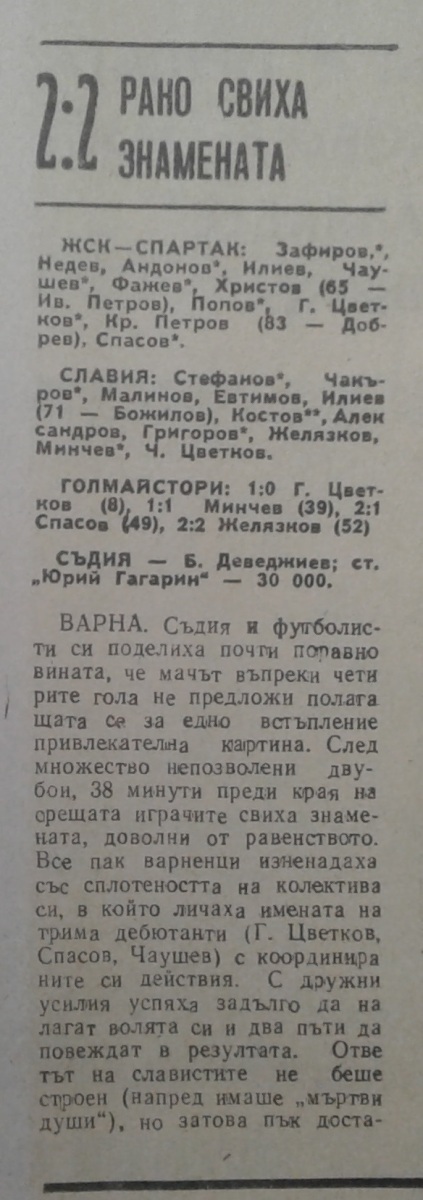 2:2 РАНО СВИХА
ЗНАМЕНАТА
ЖСК—СПАРТАК: Зафиров,*,
Недев, Андонов*, Илиев, Чау-
шев*, Фажев*, Христов (65 —
Ив. Петров), Попов*, Г. Цвет-
ков*, Кр. Петров (83 — Доб-
рев), Спасов*.
СЛАВИЯ: Стефанов*, Чакъ-
ров*, Малинов, Евтимов, Илиев
(71 — Божилов), Костов**, Алек
сандров, Григоров*, Желязков,
Минчев*, Ч. Цветков.
ГОЛМАЙСТОРИ: 1:0 Г. Цвет-
ков (8), 1:1 Минчев (39), 2:1
Спасов (49), 2:2 Желязков (52)
СЪДИЯ — Б. Деведжиев; ст.
„Юрий Гагарин“ — 30 000.
ВАРНА. Съдия и футболис-
ти си поделиха почти поравно
вината, че мачът въпреки чети
рите гола не предложи полага
щата се за едно встъпление
привлекателна картина. След
множество непозволени дву-
бои, 38 минути преди края на
срещата играчите свиха знаме-
ната, доволни от равенството.
Все пак варненци изненадаха
със сплотеността на колектива
си, в който личаха имената на
трима дебютанти (Г. Цветков,
Спасов, Чаушев) с координира
ните си действия. С дружни
усилия успяха задълго да на
лагат волята си и два пъти да
повеждат в резултата. Отве
тът на славистите не беше
строен (напред имаше „мъртви
души“), но затова пък доста-